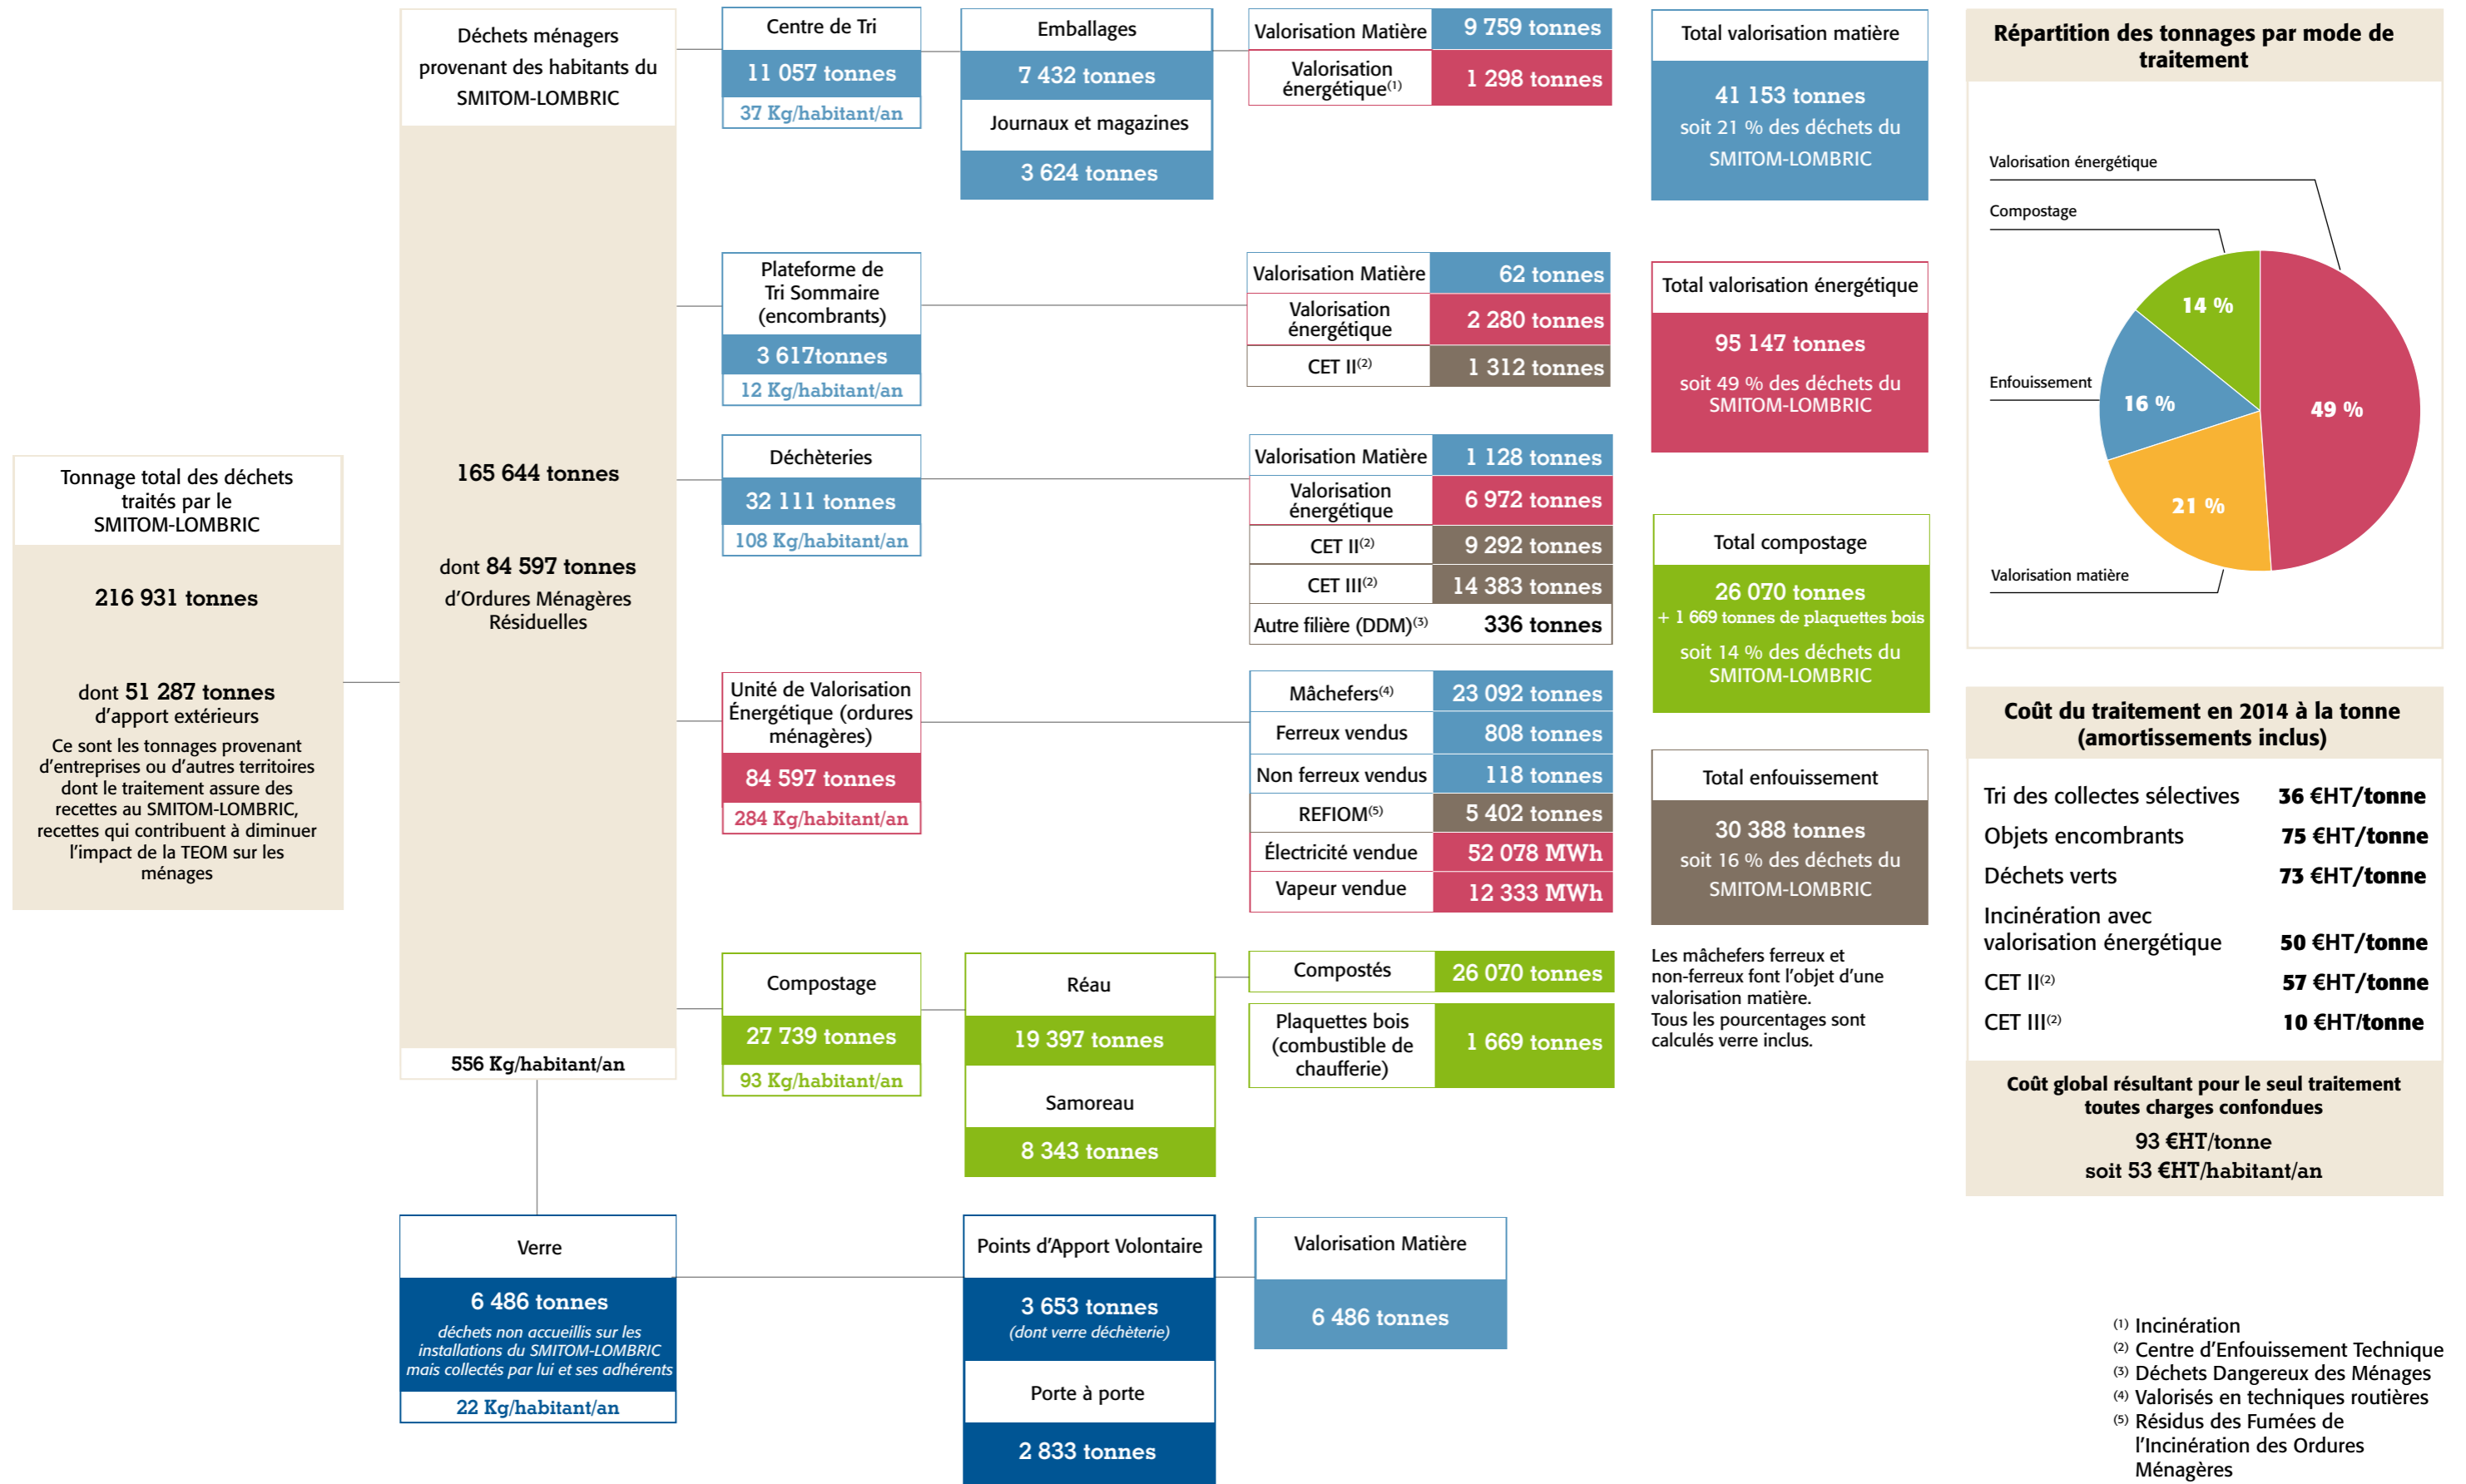 Tonnage total des déchets
traités par le
SMITOM-LOMBRIC
216 931 tonnes
dont 51 287 tonnes
d'apport extérieurs
Ce sont les tonnages provenant
d'entreprises ou d'autres territoires
dont le traitement assure des
recettes au SMITOM-LOMBRIC,
recettes qui contribuent à diminuer
l'impact de la TEOM sur les
ménages
Déchets ménagers
provenant des habitants du
SMITOM-LOMBRIC
165 644 tonnes
dont 84 597 tonnes
d'Ordures Ménagères
Résiduelles
556 Kg/habitant/an
Centre de Tri
11 057 tonnes
37 Kg/habitant/an
Emballages
7 432 tonnes
Journaux et magazines
3 624 tonnes
Valorisation Matière 9 759 tonnes
Valorisation
énergétique(1) 1 298 tonnes
Plateforme de
Tri Sommaire
(encombrants)
3 617tonnes
12 Kg/habitant/an
Valorisation Matière 62 tonnes
Valorisation
énergétique 2 280 tonnes
CET II(2) 1 312 tonnes
Déchèteries
32 111 tonnes
108 Kg/habitant/an
Valorisation Matière 1 128 tonnes
Valorisation
énergétique 6 972 tonnes
CET II(2) 9 292 tonnes
CET III(2) 14 383 tonnes
Autre filière (DDM)(3) 336 tonnes
Unité de Valorisation
Énergétique (ordures
ménagères)
84 597 tonnes
284 Kg/habitant/an
Mâchefers(4) 23 092 tonnes
Ferreux vendus 808 tonnes
Non ferreux vendus 118 tonnes
REFIOM(5) 5 402 tonnes
Électricité vendue 52 078 MWh
Vapeur vendue 12 333 MWh
Compostage
27 739 tonnes
93 Kg/habitant/an
Réau
19 397 tonnes
Samoreau
8 343 tonnes
Compostés 26 070 tonnes
Plaquettes bois
(combustible de
chaufferie) 1 669 tonnes
Verre
6 486 tonnes
déchets non accueillis sur les
installations du SMITOM-LOMBRIC
mais collectés par lui et ses adhérents
22 Kg/habitant/an
Points d'Apport Volontaire
3 653 tonnes
(dont verre déchèterie)
Porte à porte
2 833 tonnes
Valorisation Matière
6 486 tonnes
Total valorisation matière
41 153 tonnes
soit 21 % des déchets du
SMITOM-LOMBRIC
Total valorisation énergétique
95 147 tonnes
soit 49 % des déchets du
SMITOM-LOMBRIC
Total compostage
26 070 tonnes
+ 1 669 tonnes de plaquettes bois
soit 14 % des déchets du
SMITOM-LOMBRIC
Total enfouissement
30 388 tonnes
soit 16 % des déchets du
SMITOM-LOMBRIC
Les mâchefers ferreux et
non-ferreux font l'objet d'une
valorisation matière.
Tous les pourcentages sont
calculés verre inclus.
Répartition des tonnages par mode de
traitement
Valorisation énergétique
Compostage
14 %
Enfouissement
16 %
49 %
21 %
Valorisation matière
Coût du traitement en 2014 à la tonne
(amortissements inclus)
Tri des collectes sélectives 36 €HT/tonne
Objets encombrants 75 €HT/tonne
Déchets verts 73 €HT/tonne
Incinération avec
valorisation énergétique 50 €HT/tonne
CET II(2) 57 €HT/tonne
CET III(2) 10 €HT/tonne
Coût global résultant pour le seul traitement
toutes charges confondues
93 €HT/tonne
soit 53 €HT/habitant/an
(1) Incinération
(2) Centre d'Enfouissement Technique
(3) Déchets Dangereux des Ménages
(4) Valorisés en techniques routières
(5) Résidus des Fumées de
l'Incinération des Ordures
Ménagères